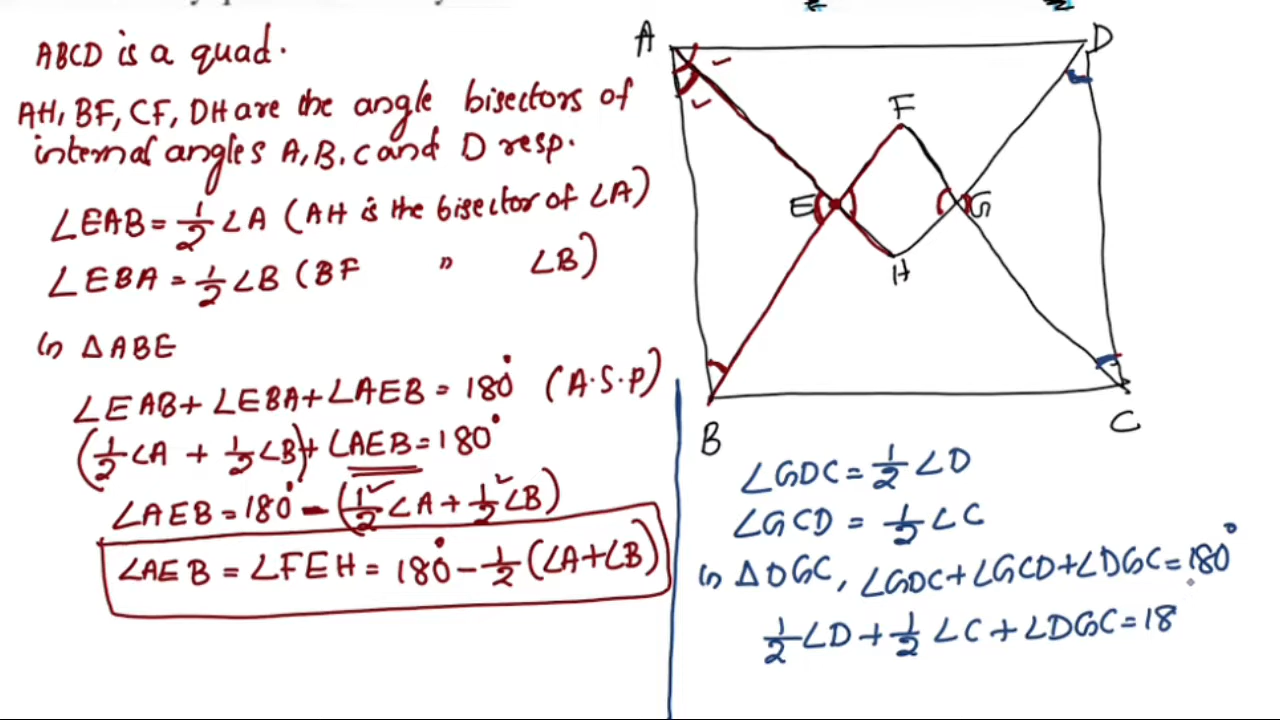 ABCD is a quad.
AH, BF, CF, DH are the angle bisectors of
internal angles A, B, C and D resp.
∠EAB = 1/2 ∠A (AH is the bisector of ∠A)
∠EBA = 1/2 ∠B (BF " ∠B)
In △ABE
∠EAB + ∠EBA + ∠AEB = 180° (A.S.P)
(1/2 ∠A + 1/2 ∠B) + ∠AEB = 180°
∠AEB = 180° - (1/2 ∠A + 1/2 ∠B)
∠AEB = ∠FEH = 180° - 1/2 (∠A+∠B)
A
D
F
E
G
H
B
C
∠GDC = 1/2 ∠D
∠GCD = 1/2 ∠C
In △DGC, ∠GDC + ∠GCD + ∠DGC = 180°
1/2 ∠D + 1/2 ∠C + ∠DGC = 18